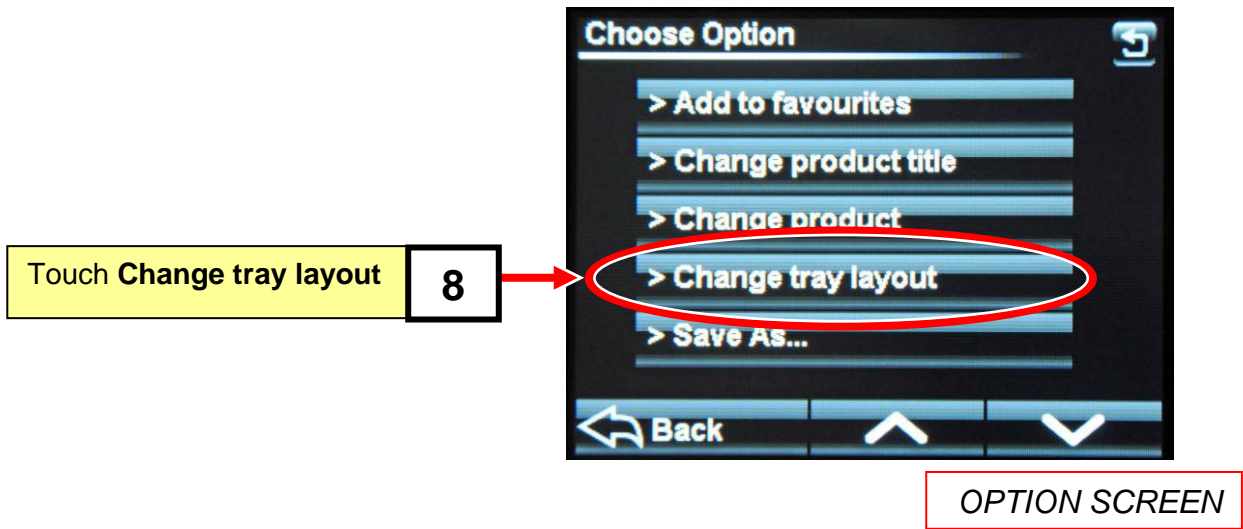 Choose Option
> Add to favourites
> Change product title
> Change product
Touch Change tray layout
8
> Change tray layout
> Save As...
Back
OPTION SCREEN